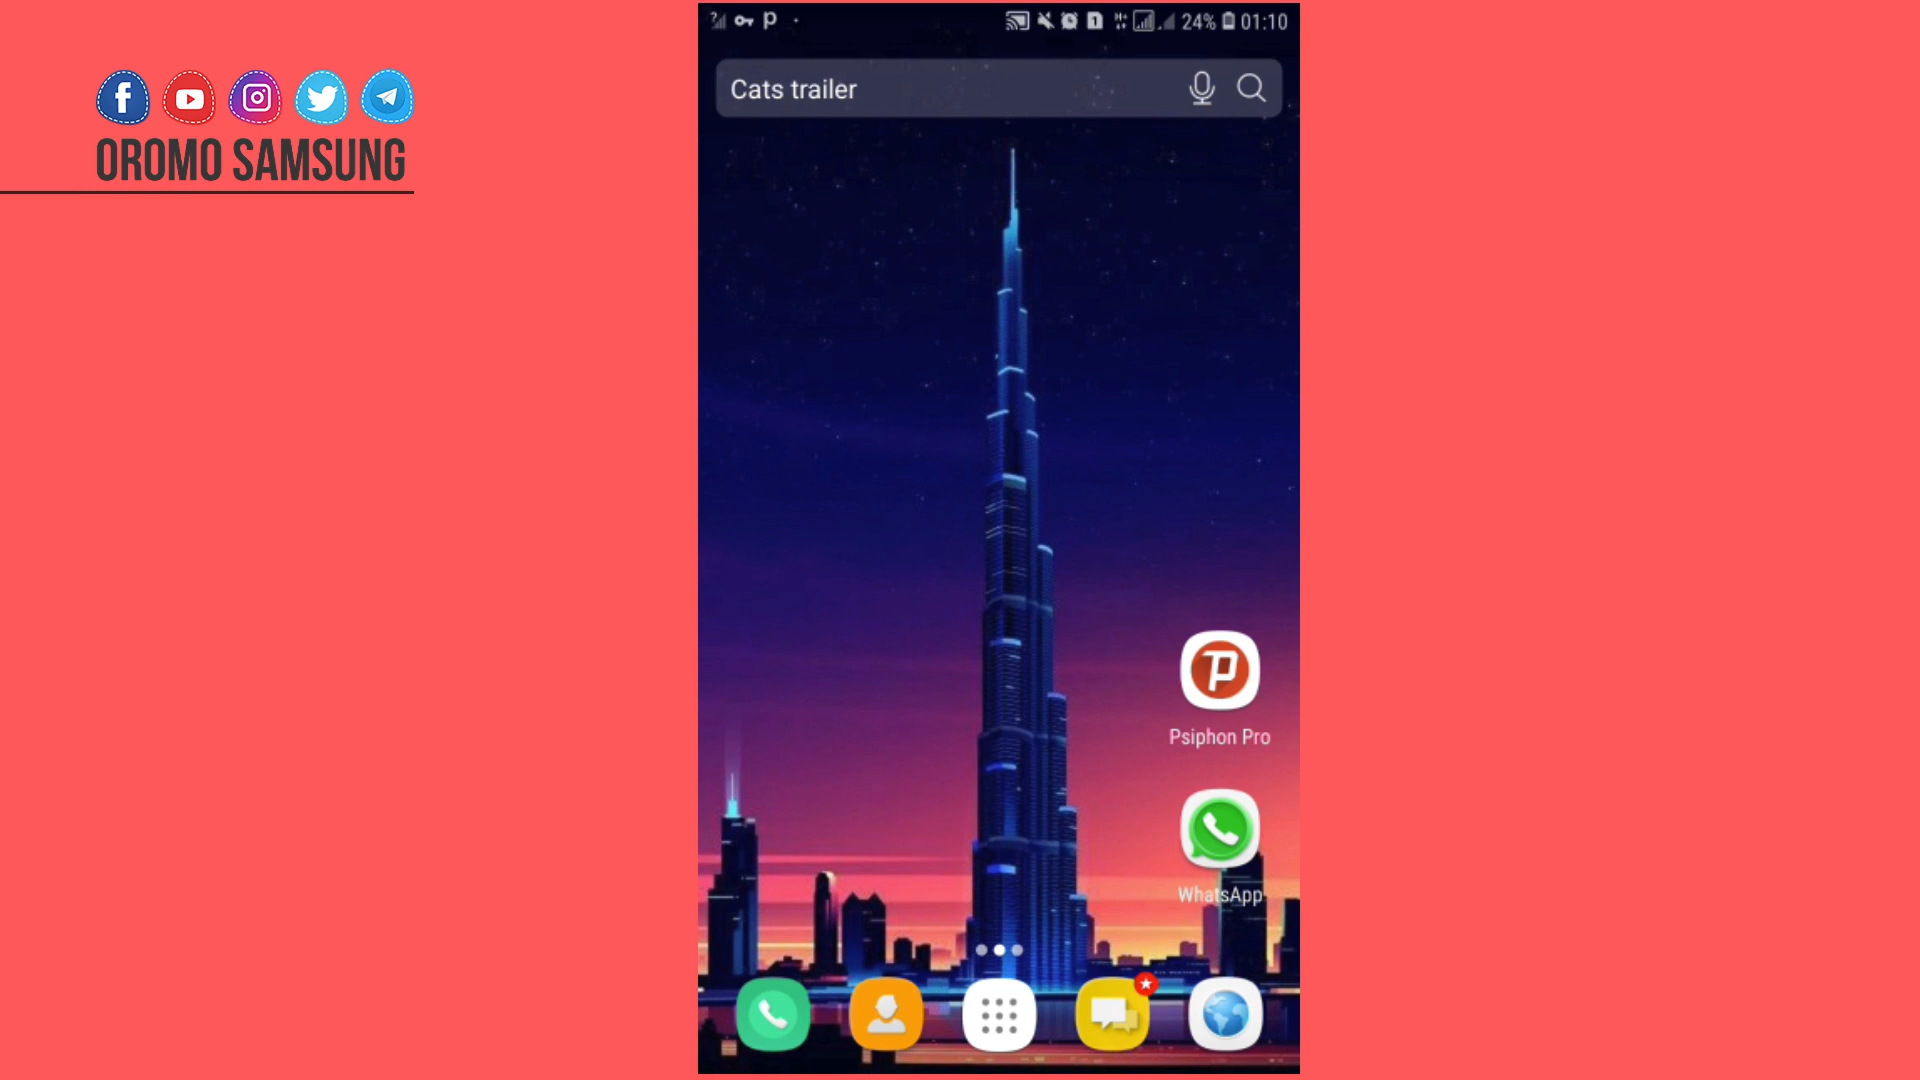 OROMO SAMSUNG
24% 01:10
Cats trailer
Psiphon Pro
WhatsApp